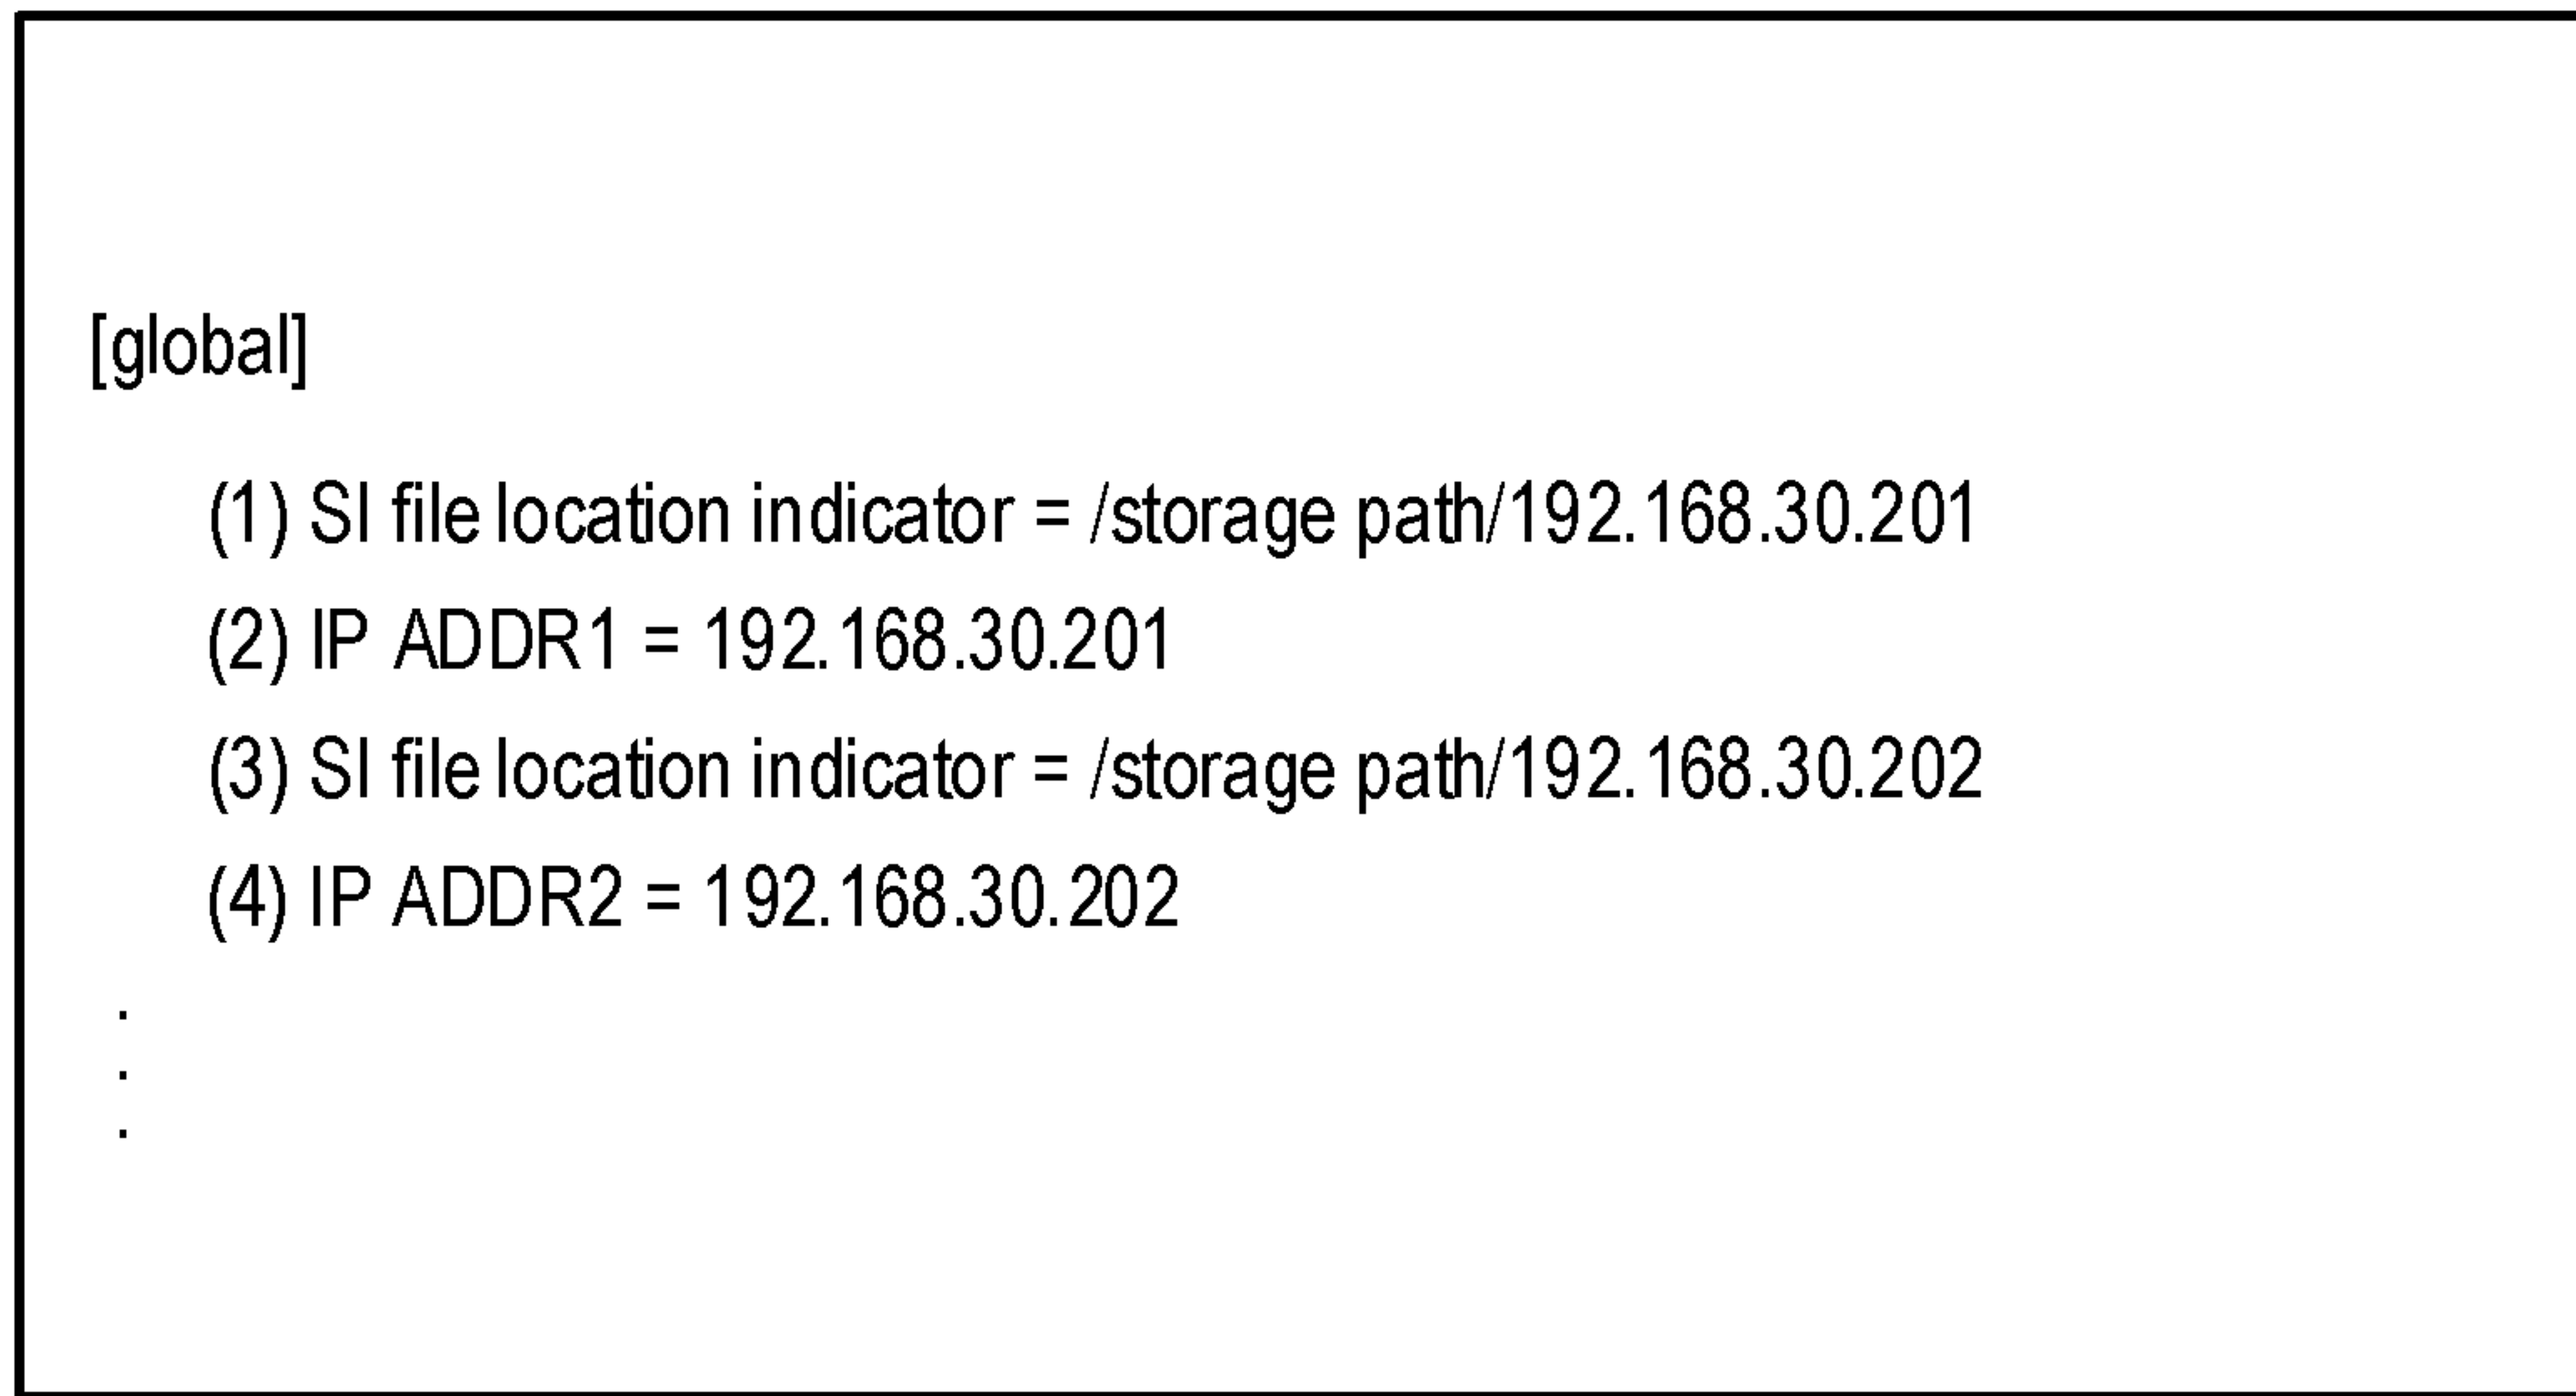 [global]
(1) SI file location indicator = /storage path/192.168.30.201
(2) IP ADDR1 = 192.168.30.201
(3) SI file location indicator = /storage path/192.168.30.202
(4) IP ADDR2 = 192.168.30.202
.
.
.